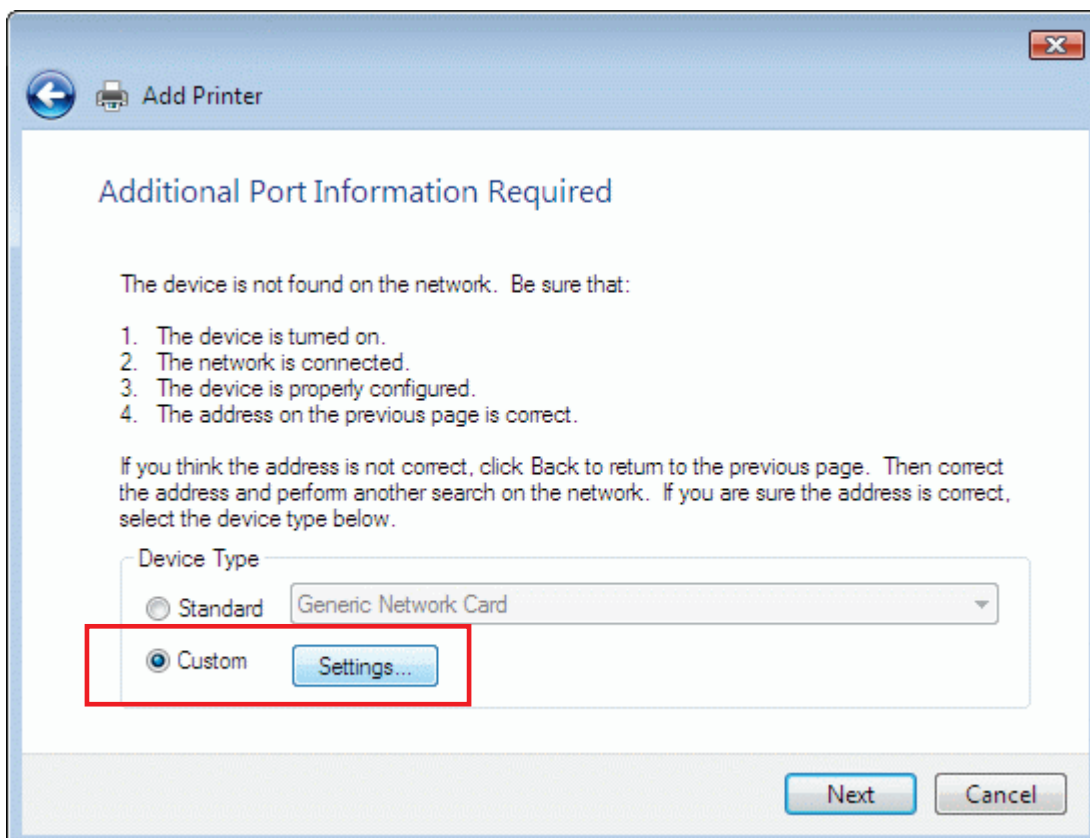 Add Printer
Additional Port Information Required
The device is not found on the network. Be sure that:
1. The device is turned on.
2. The network is connected.
3. The device is properly configured.
4. The address on the previous page is correct.
If you think the address is not correct, click Back to return to the previous page. Then correct
the address and perform another search on the network. If you are sure the address is correct,
select the device type below.
Device Type
Standard Generic Network Card
Custom Settings...
Next Cancel